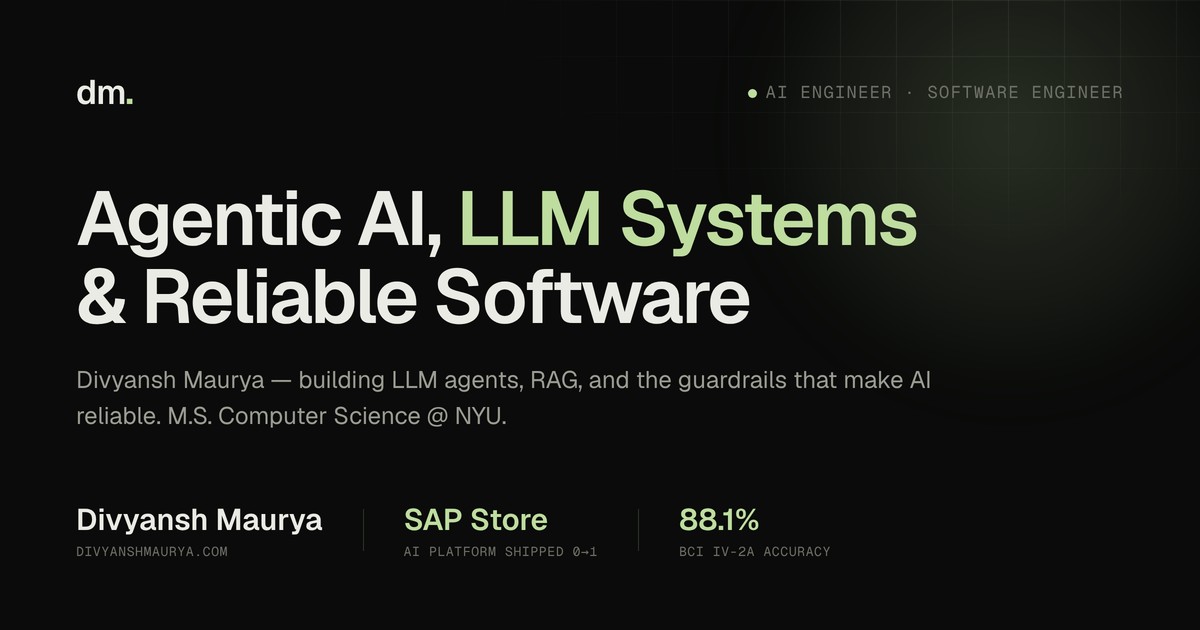 dm.
● AI ENGINEER · SOFTWARE ENGINEER
Agentic AI, LLM Systems
& Reliable Software
Divyansh Maurya — building LLM agents, RAG, and the guardrails that make AI
reliable. M.S. Computer Science @ NYU.
Divyansh Maurya
DIVYANSHMAURYA.COM
SAP Store
AI PLATFORM SHIPPED 0→1
88.1%
BCI IV-2A ACCURACY